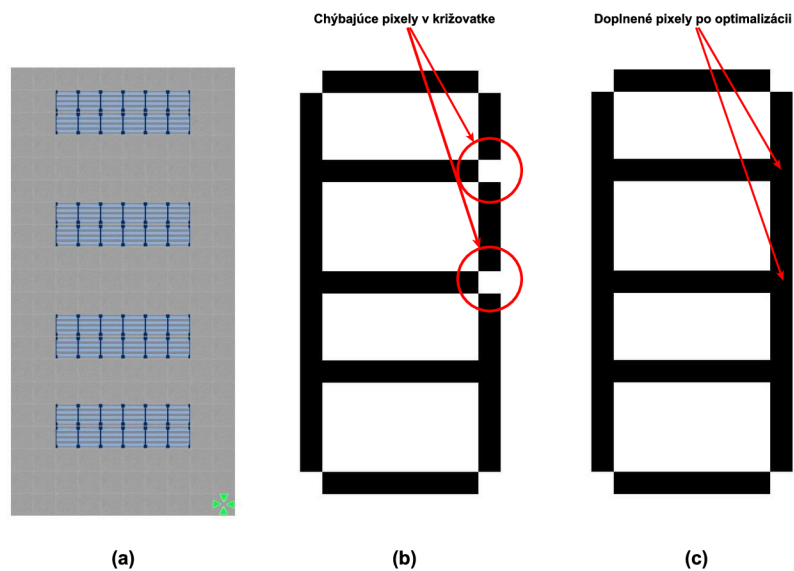 Chýbajúce pixely v križovatke
Doplnené pixely po optimalizácii
(a)
(b)
(c)